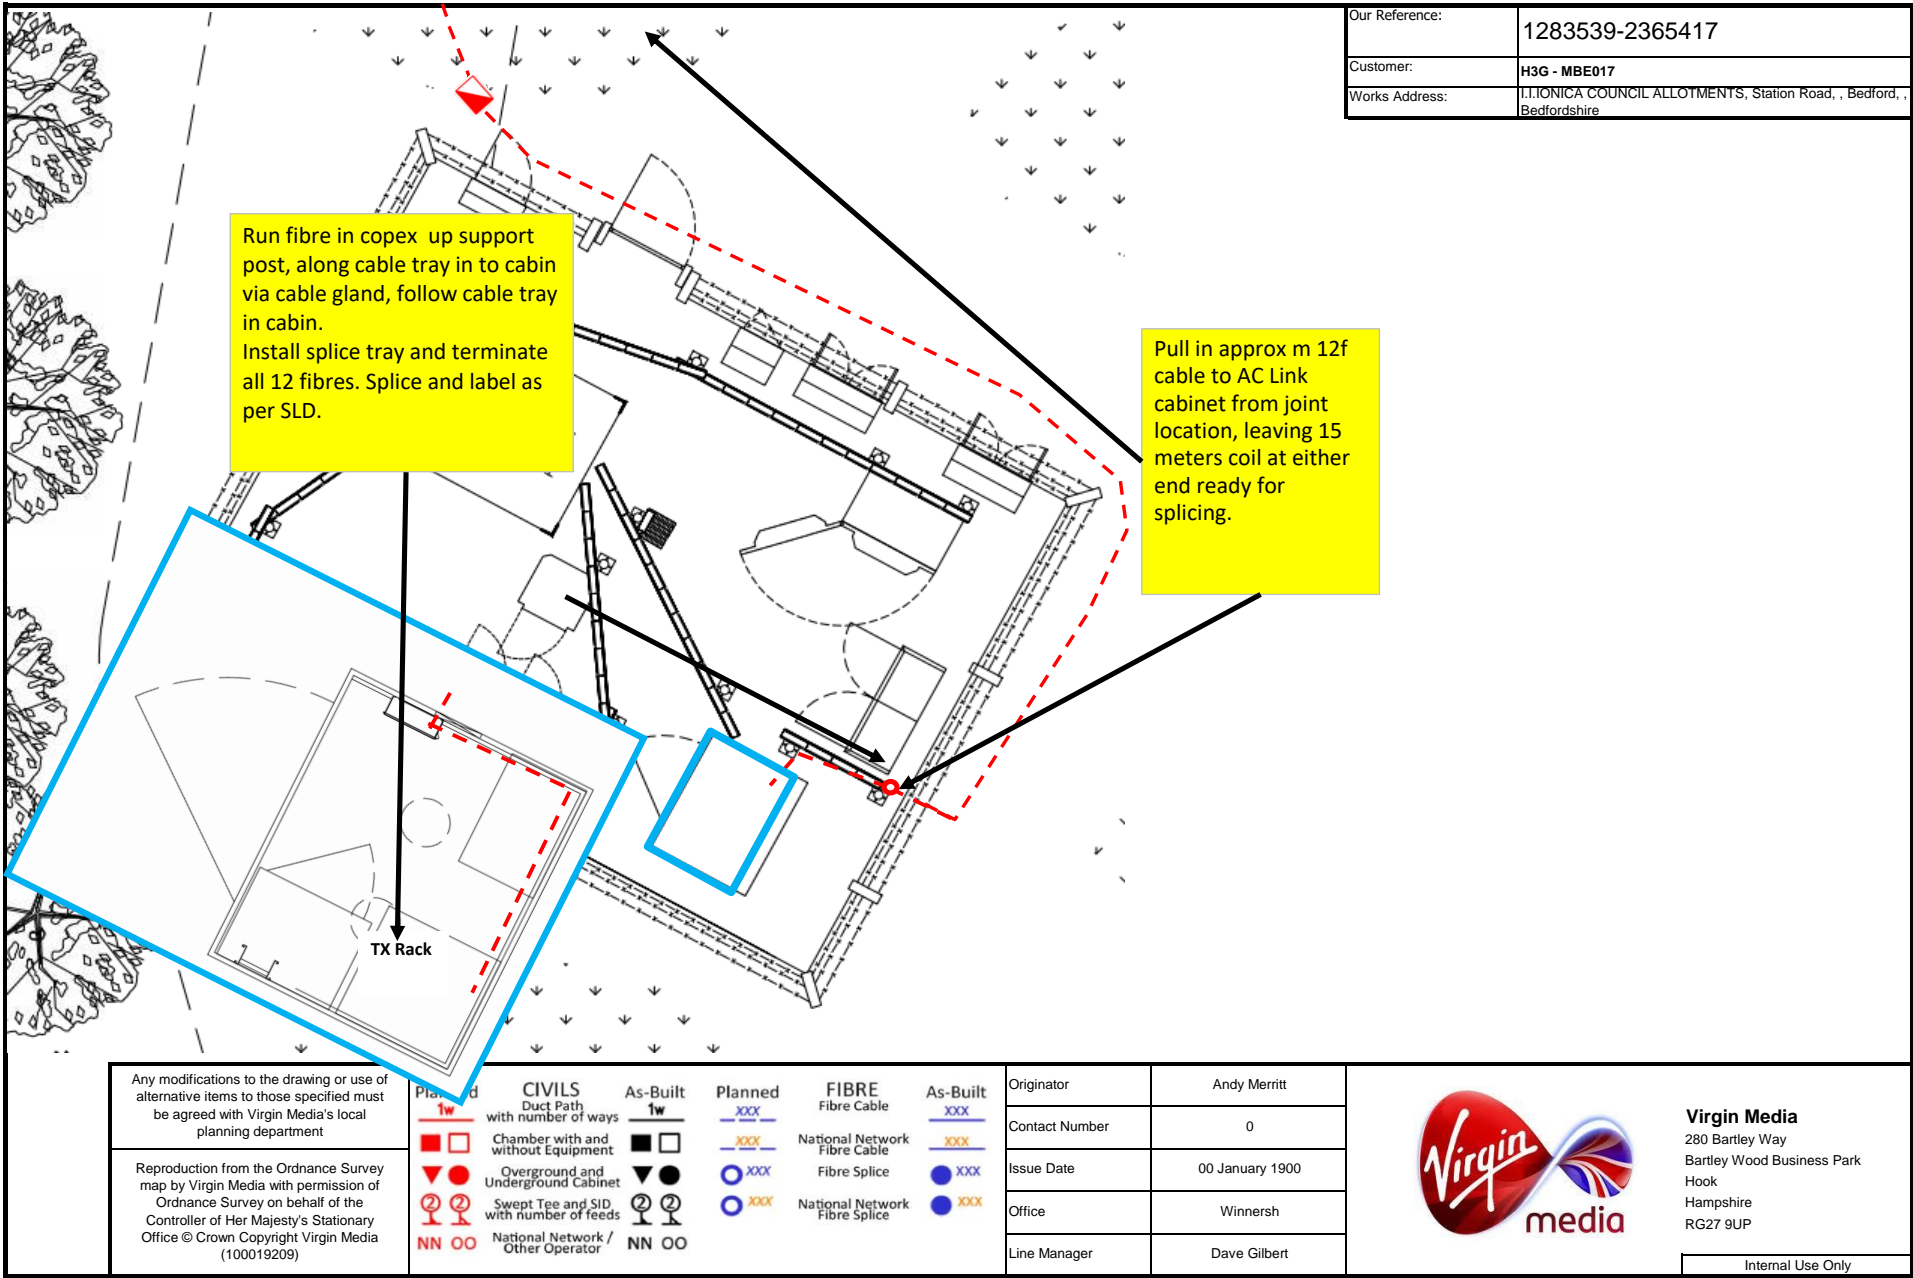 Our Reference:
1283539-2365417
Customer:
H3G - MBE017
Works Address:
I.I.IONICA COUNCIL ALLOTMENTS, Station Road, , Bedford, ,
Bedfordshire
Run fibre in copex  up support
post, along cable tray in to cabin
via cable gland, follow cable tray
in cabin.
Install splice tray and terminate
all 12 fibres. Splice and label as
per SLD.
Pull in approx m 12f
cable to AC Link
cabinet from joint
location, leaving 15
meters coil at either
end ready for
splicing.
TX Rack
Any modifications to the drawing or use of
alternative items to those specified must
be agreed with Virgin Media's local
planning department
Reproduction from the Ordnance Survey
map by Virgin Media with permission of
Ordnance Survey on behalf of the
Controller of Her Majesty's Stationary
Office © Crown Copyright Virgin Media
(100019209)
CIVILS As-Built
1w Duct Path with number of ways 1w
Chamber with and without Equipment
Overground and Underground Cabinet
2 2 Swept Tee and SID with number of feeds 2 2
NN OO National Network / Other Operator NN OO
Planned FIBRE As-Built
xxx Fibre Cable xxx
xxx National Network Fibre Cable xxx
xxx Fibre Splice xxx
xxx National Network Fibre Splice xxx
Originator Andy Merritt
Contact Number 0
Issue Date 00 January 1900
Office Winnersh
Line Manager Dave Gilbert
Virgin
media
Virgin Media
280 Bartley Way
Bartley Wood Business Park
Hook
Hampshire
RG27 9UP
Internal Use Only